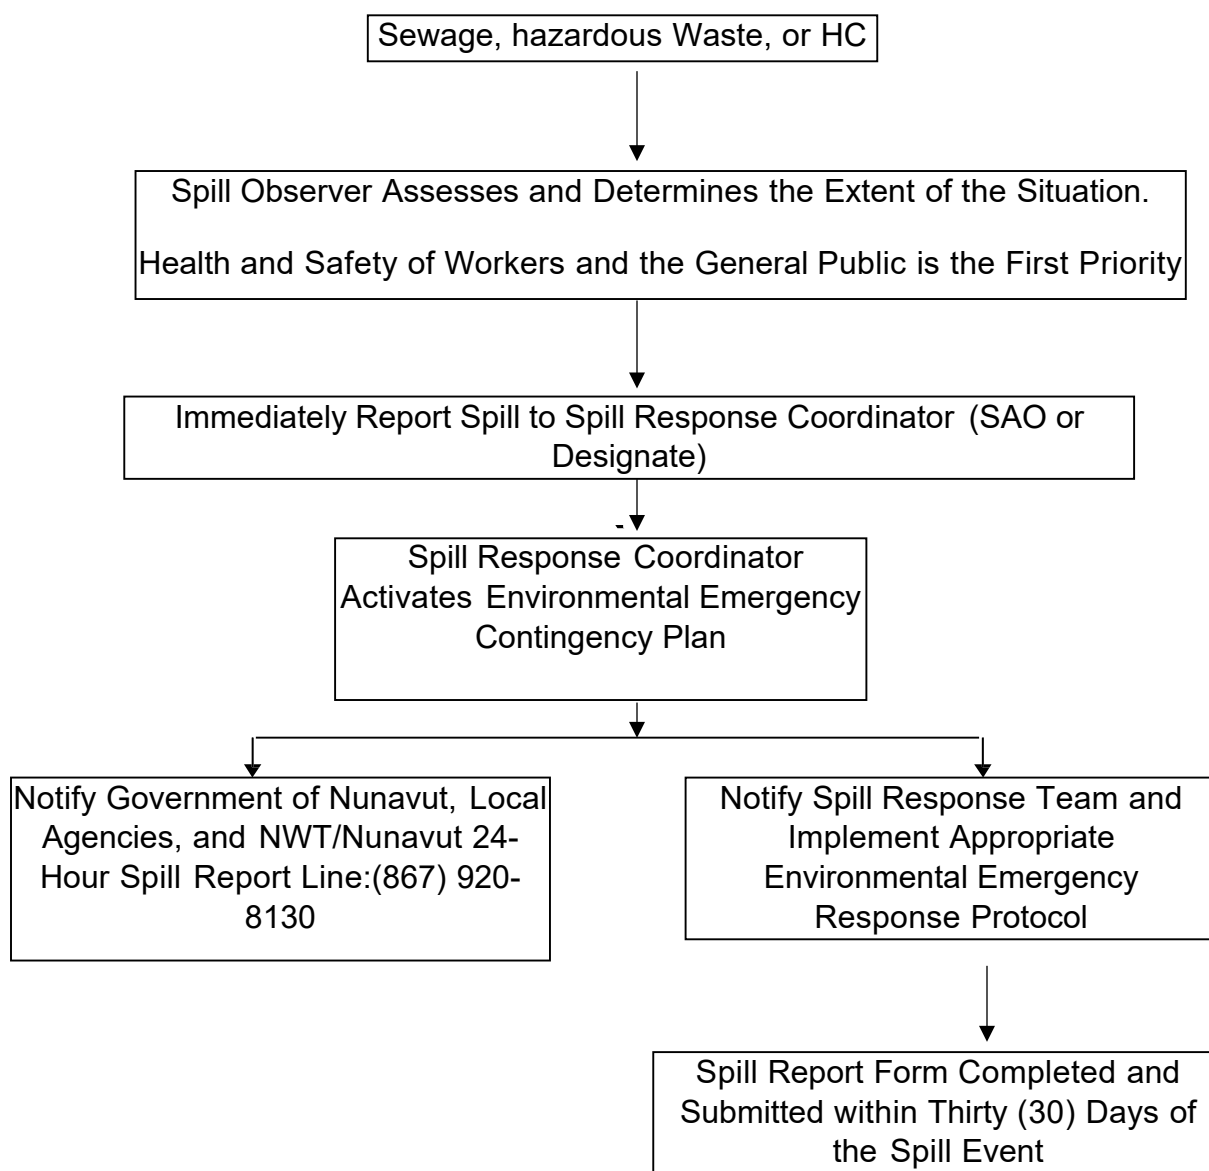 Sewage, hazardous Waste, or HC
Spill Observer Assesses and Determines the Extent of the Situation.
Health and Safety of Workers and the General Public is the First Priority
Immediately Report Spill to Spill Response Coordinator (SAO or
Designate)
Spill Response Coordinator
Activates Environmental Emergency
Contingency Plan
Notify Government of Nunavut, Local
Agencies, and NWT/Nunavut 24-
Hour Spill Report Line:(867) 920-
8130
Notify Spill Response Team and
Implement Appropriate
Environmental Emergency
Response Protocol
Spill Report Form Completed and
Submitted within Thirty (30) Days of
the Spill Event